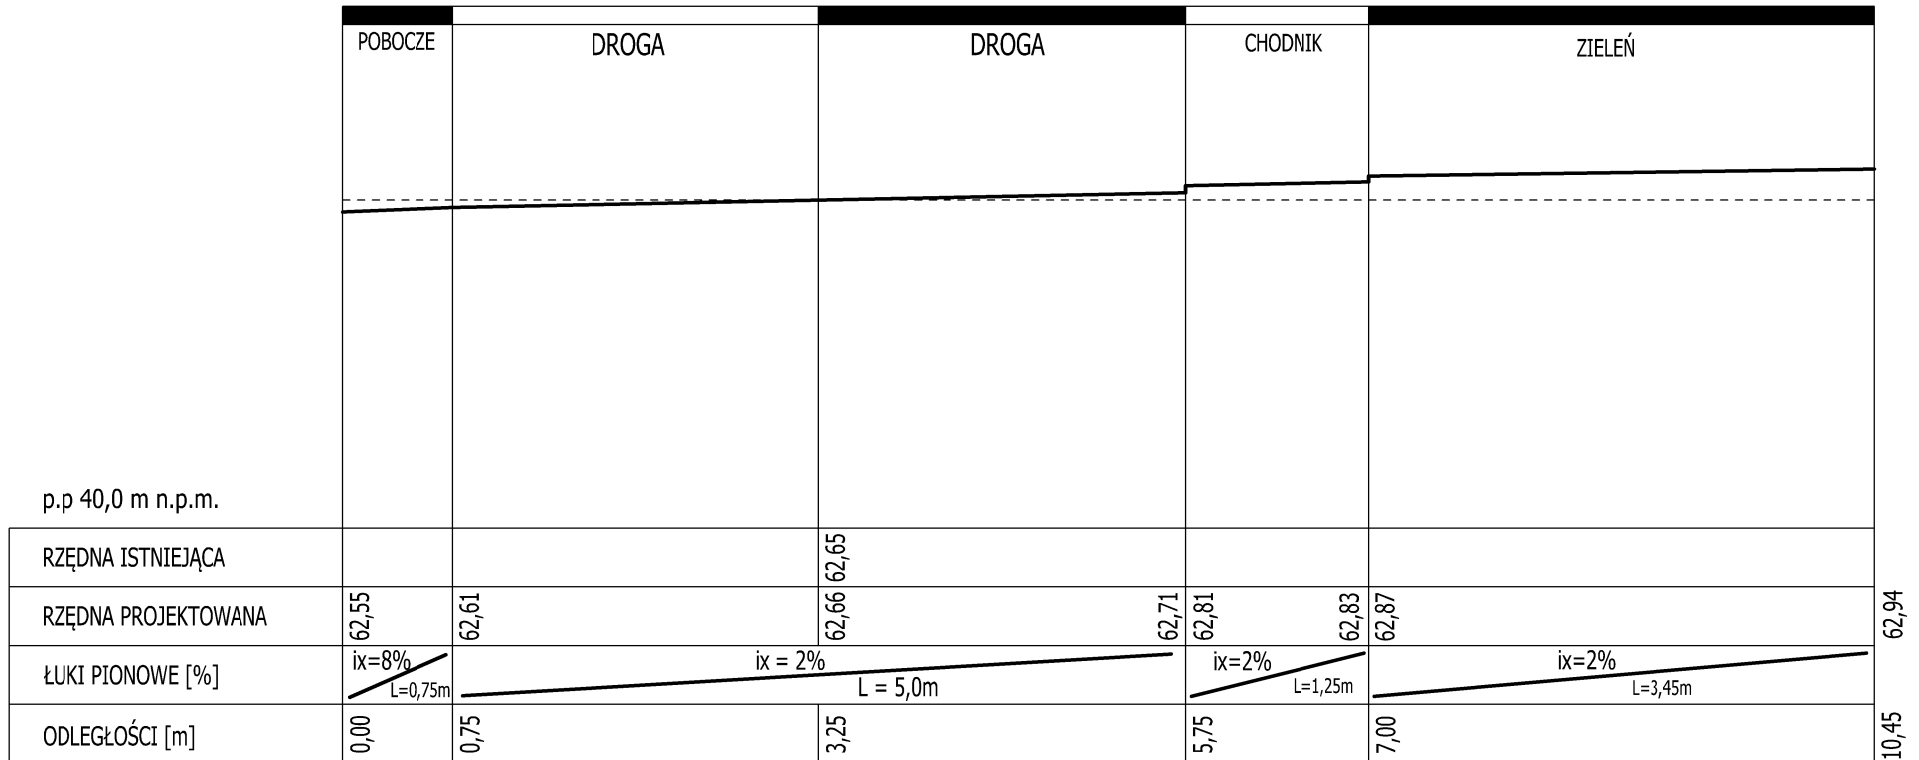 POBOCZE DROGA DROGA CHODNIK ZIELEŃ
p.p 40,0 m n.p.m.
RZĘDNA ISTNIEJĄCA 62,65
RZĘDNA PROJEKTOWANA 62,55 62,61 62,66 62,71 62,81 62,83 62,87 62,94
ŁUKI PIONOWE [%] ix=8% L=0,75m ix = 2% L = 5,0m ix=2% L=1,25m ix=2% L=3,45m
ODLEGŁOŚCI [m] 0,00 0,75 3,25 5,75 7,00 10,45